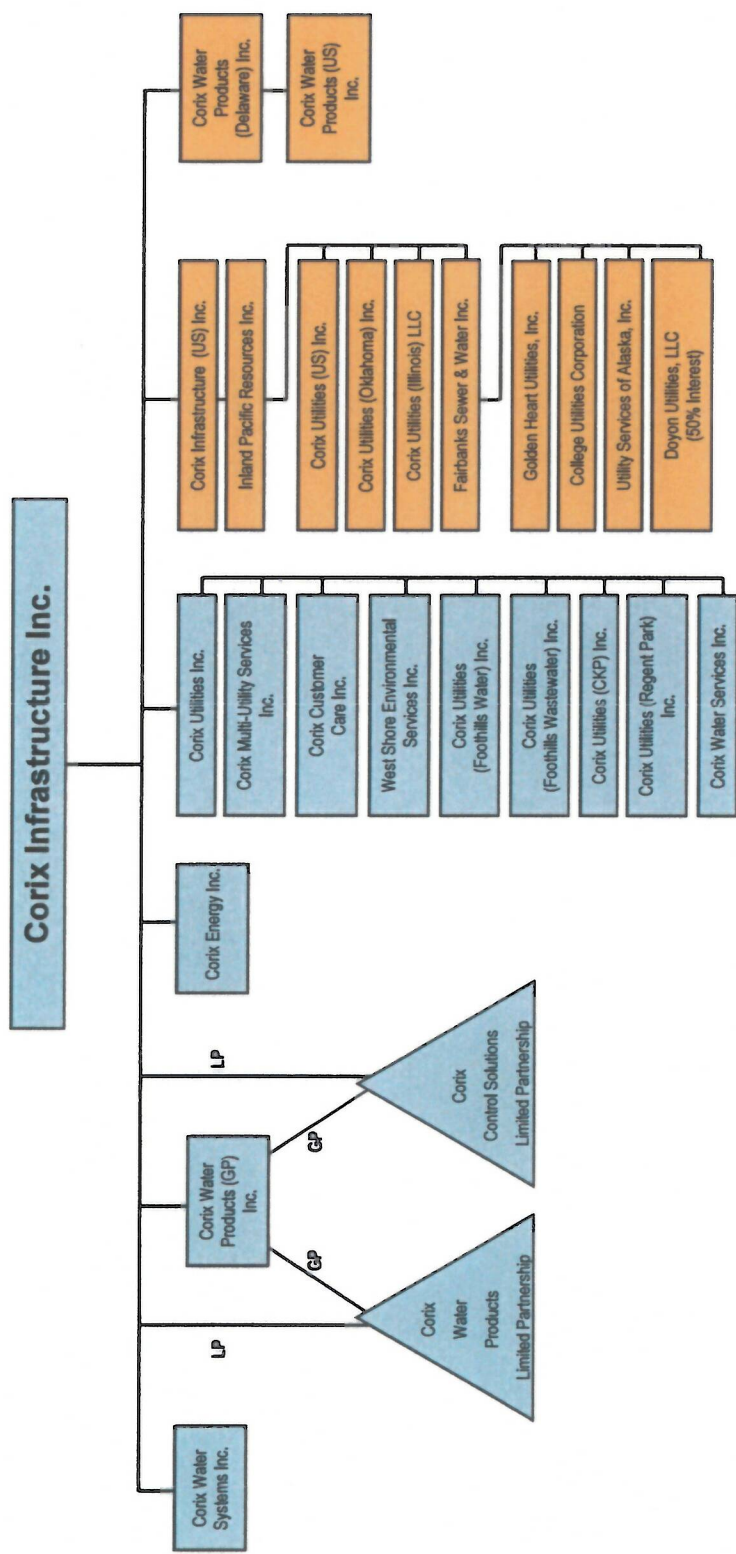 Corix Infrastructure Inc.
Corix Water
Systems Inc.
LP
Corix
Water
Products
Limited Partnership
GP
Corix Water
Products (GP)
Inc.
GP
LP
Corix
Control Solutions
Limited Partnership
Corix Energy Inc.
Corix Utilities Inc.
Corix Multi-Utility Services
Inc.
Corix Customer
Care Inc.
West Shore Environmental
Services Inc.
Corix Utilities
(Foothills Water) Inc.
Corix Utilities
(Foothills Wastewater) Inc.
Corix Utilities (CKP) Inc.
Corix Utilities (Regent Park)
Inc.
Corix Water Services Inc.
Corix Infrastructure (US) Inc.
Inland Pacific Resources Inc.
Corix Utilities (US) Inc.
Corix Utilities (Oklahoma) Inc.
Corix Utilities (Illinois) LLC
Fairbanks Sewer & Water Inc.
Golden Heart Utilities, Inc.
College Utilities Corporation
Utility Services of Alaska, Inc.
Doyon Utilities, LLC
(50% Interest)
Corix Water
Products
(Delaware) Inc.
Corix Water
Products (US)
Inc.